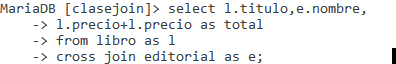 MariaDB [clasejoin]> select l.titulo,e.nombre,
-> l.precio+l.precio as total
-> from libro as l
-> cross join editorial as e;